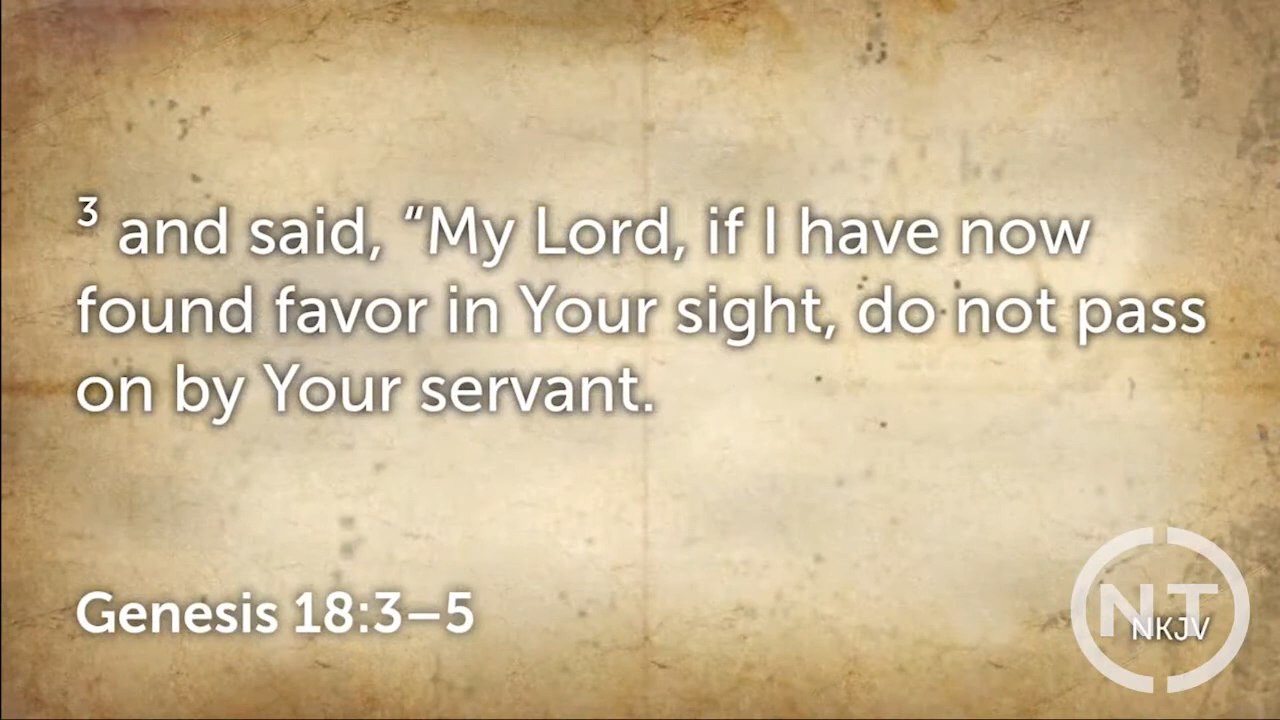 ³ and said, “My Lord, if I have now
found favor in Your sight, do not pass
on by Your servant.
Genesis 18:3–5
NT
NKJV